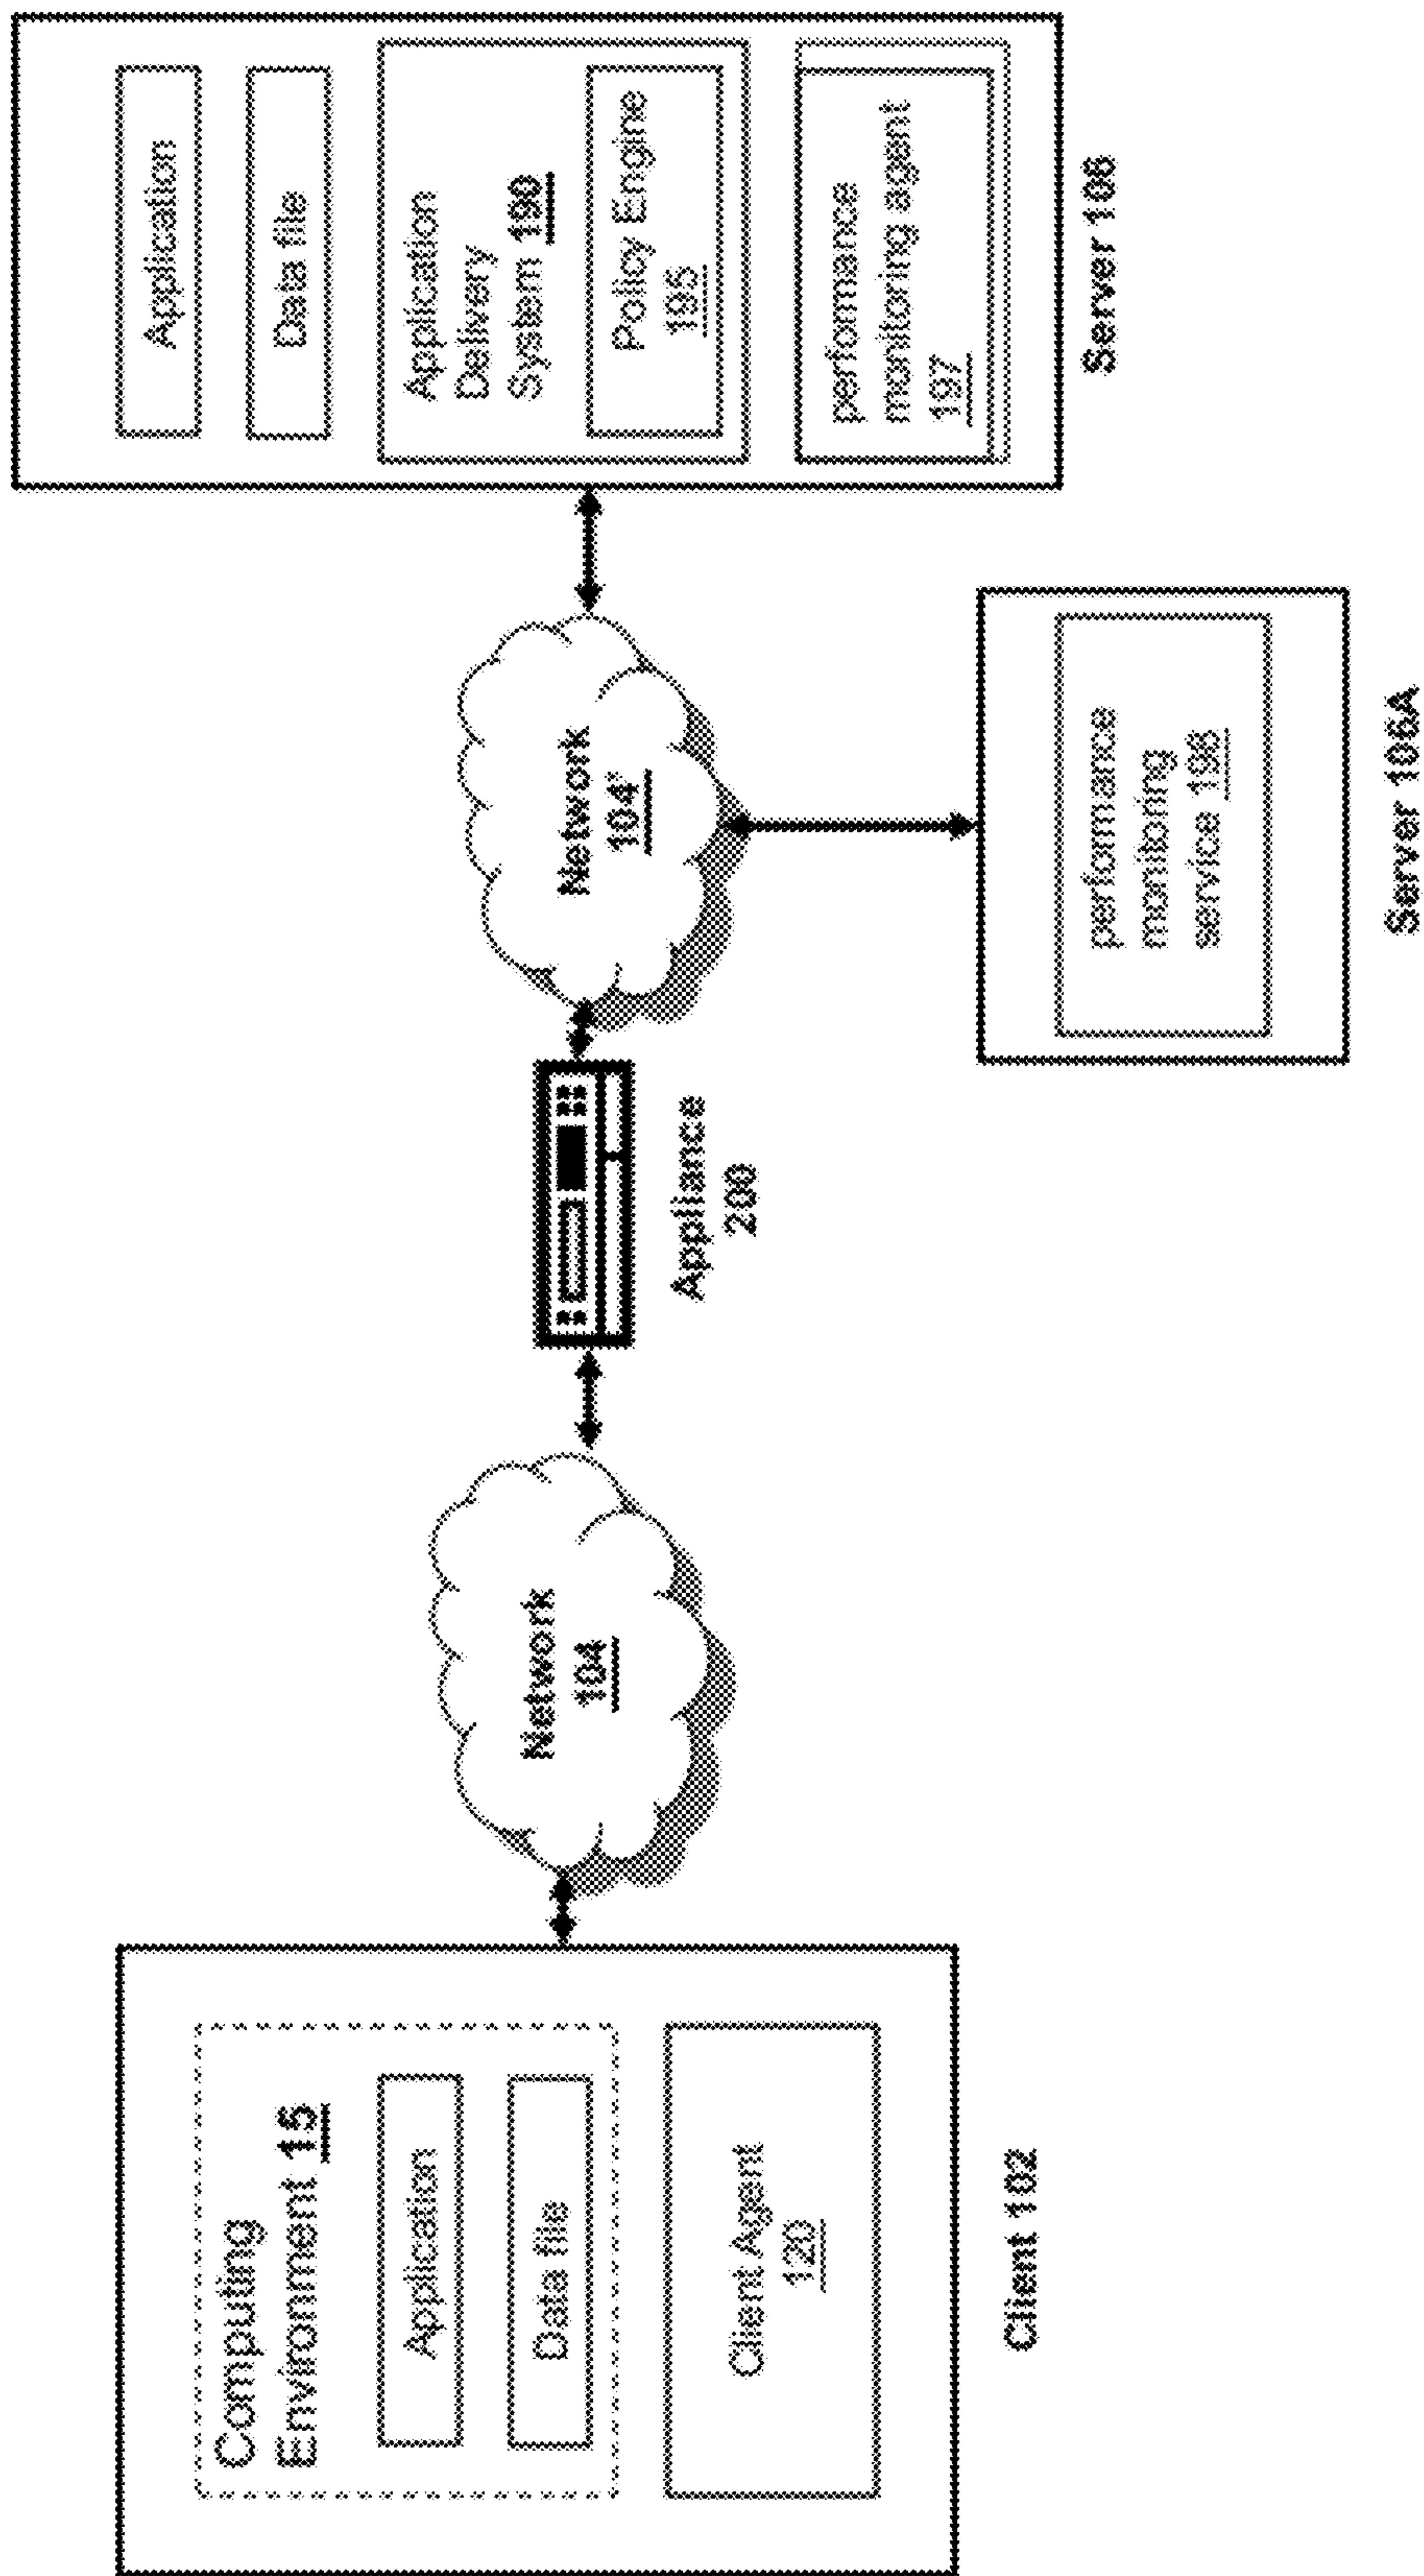 Computing
Environment 15
Application
Data file
Client Agent
120
Client 102
Network
104
Appliance
200
Network
104'
Application
Data file
Application
Delivery
System 190
Policy Engine
195
performance
monitoring agent
197
Server 106
performance
monitoring
service 198
Server 106A